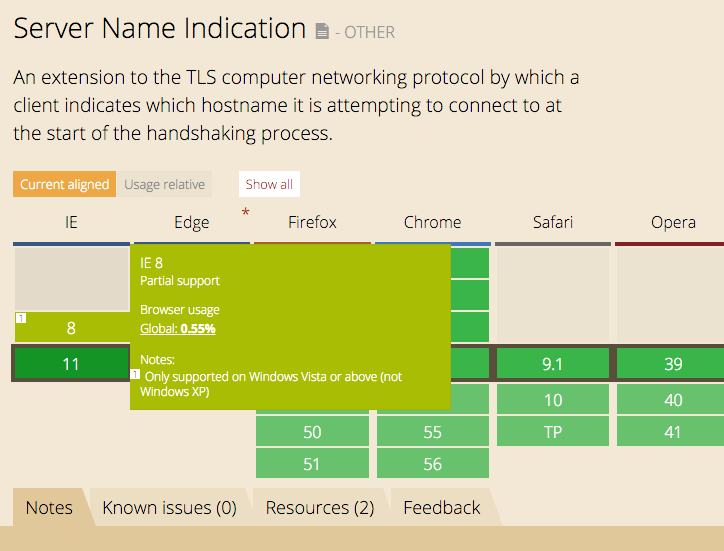 Server Name Indication - OTHER
An extension to the TLS computer networking protocol by which a
client indicates which hostname it is attempting to connect to at
the start of the handshaking process.
Current aligned Usage relative Show all
IE Edge * Firefox Chrome Safari Opera
IE 8
Partial support
Browser usage
Global: 0.55%
Notes:
1 Only supported on Windows Vista or above (not
Windows XP)
1 8
11 9.1 39
10 40
50 55 TP 41
51 56
Notes Known issues (0) Resources (2) Feedback